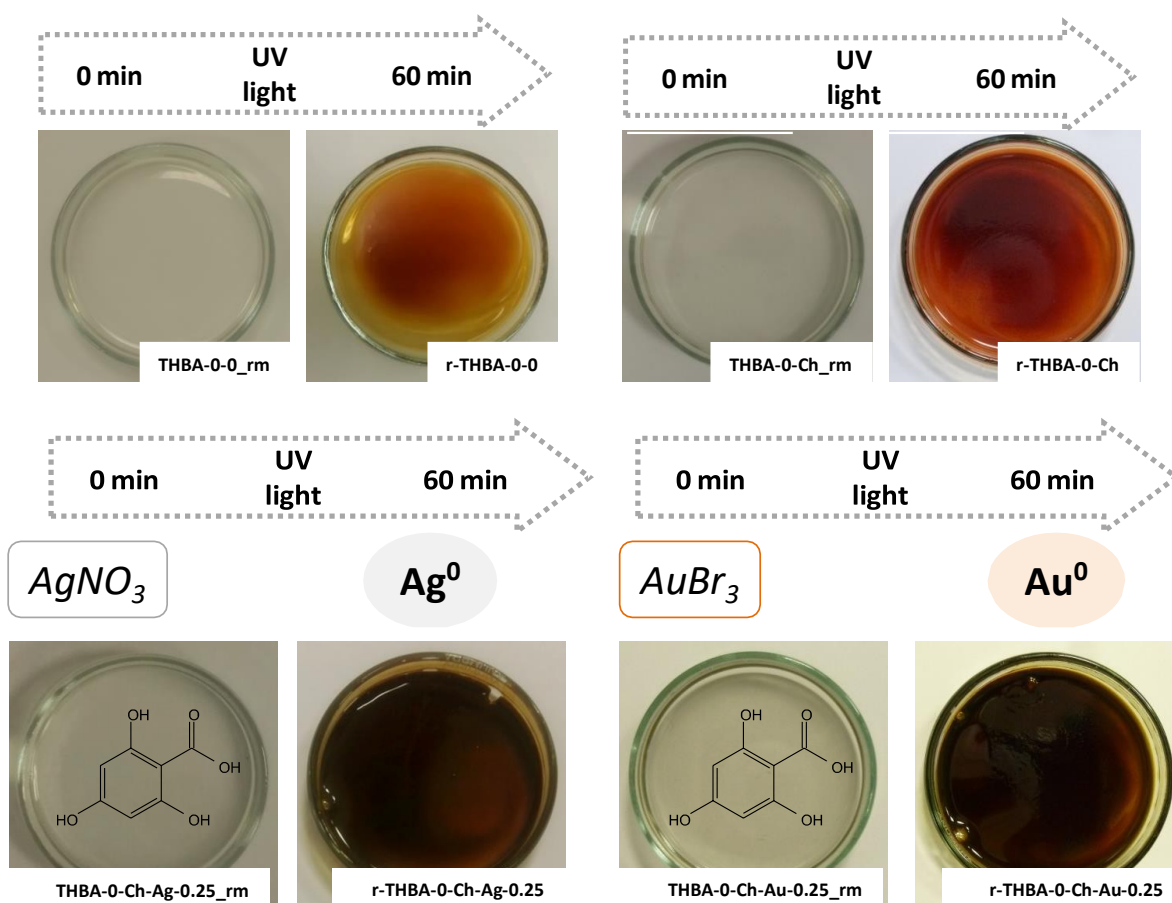 0 min
UV
light
60 min
0 min
UV
light
60 min
THBA-0-0_rm
r-THBA-0-0
THBA-0-Ch_rm
r-THBA-0-Ch
0 min
UV
light
60 min
0 min
UV
light
60 min
AgNO₃
Ag⁰
AuBr₃
Au⁰
OH
O
OH
HO
OH
THBA-0-Ch-Ag-0.25_rm
r-THBA-0-Ch-Ag-0.25
OH
O
OH
HO
OH
THBA-0-Ch-Au-0.25_rm
r-THBA-0-Ch-Au-0.25